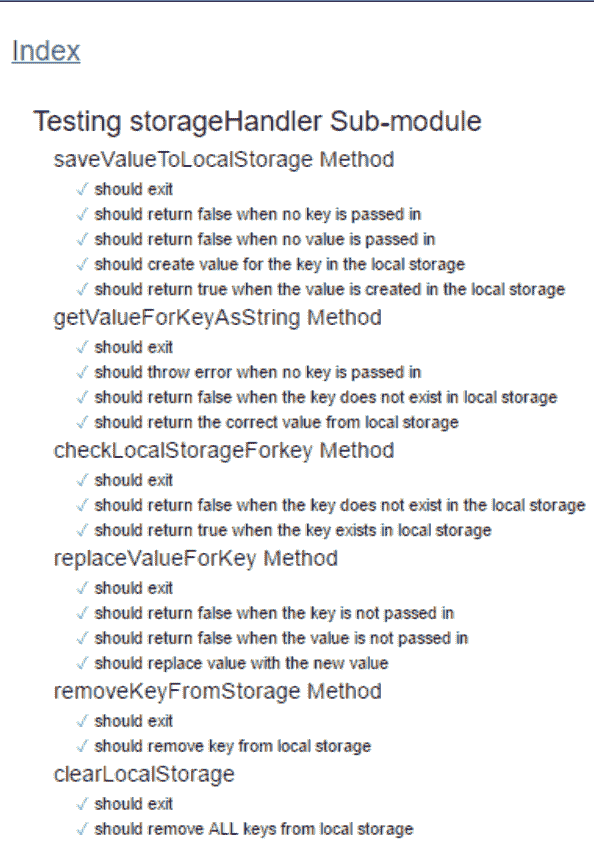 Index
Testing storageHandler Sub-module
saveValueToLocalStorage Method
✓ should exit
✓ should return false when no key is passed in
✓ should return false when no value is passed in
✓ should create value for the key in the local storage
✓ should return true when the value is created in the local storage
getValueForKeyAsString Method
✓ should exit
✓ should throw error when no key is passed in
✓ should return false when the key does not exist in local storage
✓ should return the correct value from local storage
checkLocalStorageForkey Method
✓ should exit
✓ should return false when the key does not exist in the local storage
✓ should return true when the key exists in local storage
replaceValueForKey Method
✓ should exit
✓ should return false when the key is not passed in
✓ should return false when the value is not passed in
✓ should replace value with the new value
removeKeyFromStorage Method
✓ should exit
✓ should remove key from local storage
clearLocalStorage
✓ should exit
✓ should remove ALL keys from local storage